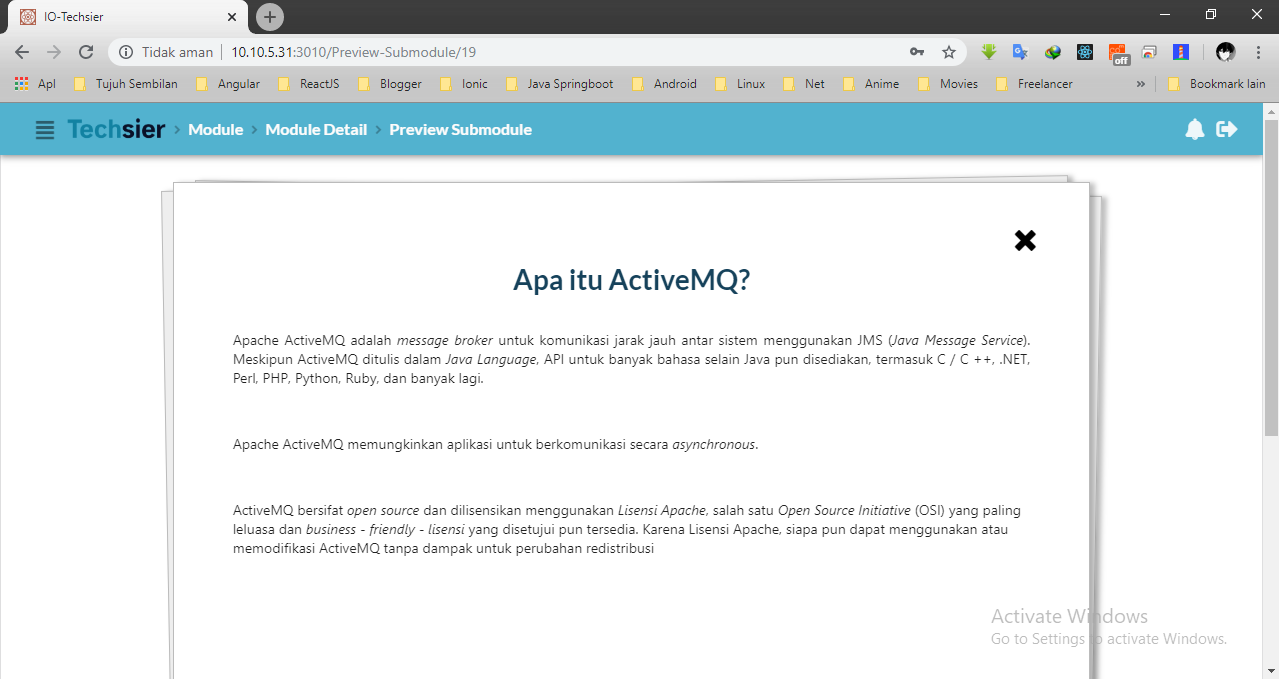 IO-Techsier
Tidak aman 10.10.5.31:3010/Preview-Submodule/19
off
Apl Tujuh Sembilan Angular ReactJS Blogger Ionic Java Springboot Android Linux Net Anime Movies Freelancer » Bookmark lain
Techsier › Module › Module Detail › Preview Submodule
Apa itu ActiveMQ?
Apache ActiveMQ adalah message broker untuk komunikasi jarak jauh antar sistem menggunakan JMS (Java Message Service).
Meskipun ActiveMQ ditulis dalam Java Language, API untuk banyak bahasa selain Java pun disediakan, termasuk C / C ++, .NET,
Perl, PHP, Python, Ruby, dan banyak lagi.
Apache ActiveMQ memungkinkan aplikasi untuk berkomunikasi secara asynchronous.
ActiveMQ bersifat open source dan dilisensikan menggunakan Lisensi Apache, salah satu Open Source Initiative (OSI) yang paling
leluasa dan business - friendly - lisensi yang disetujui pun tersedia. Karena Lisensi Apache, siapa pun dapat menggunakan atau
memodifikasi ActiveMQ tanpa dampak untuk perubahan redistribusi
Activate Windows
Go to Settings to activate Windows.